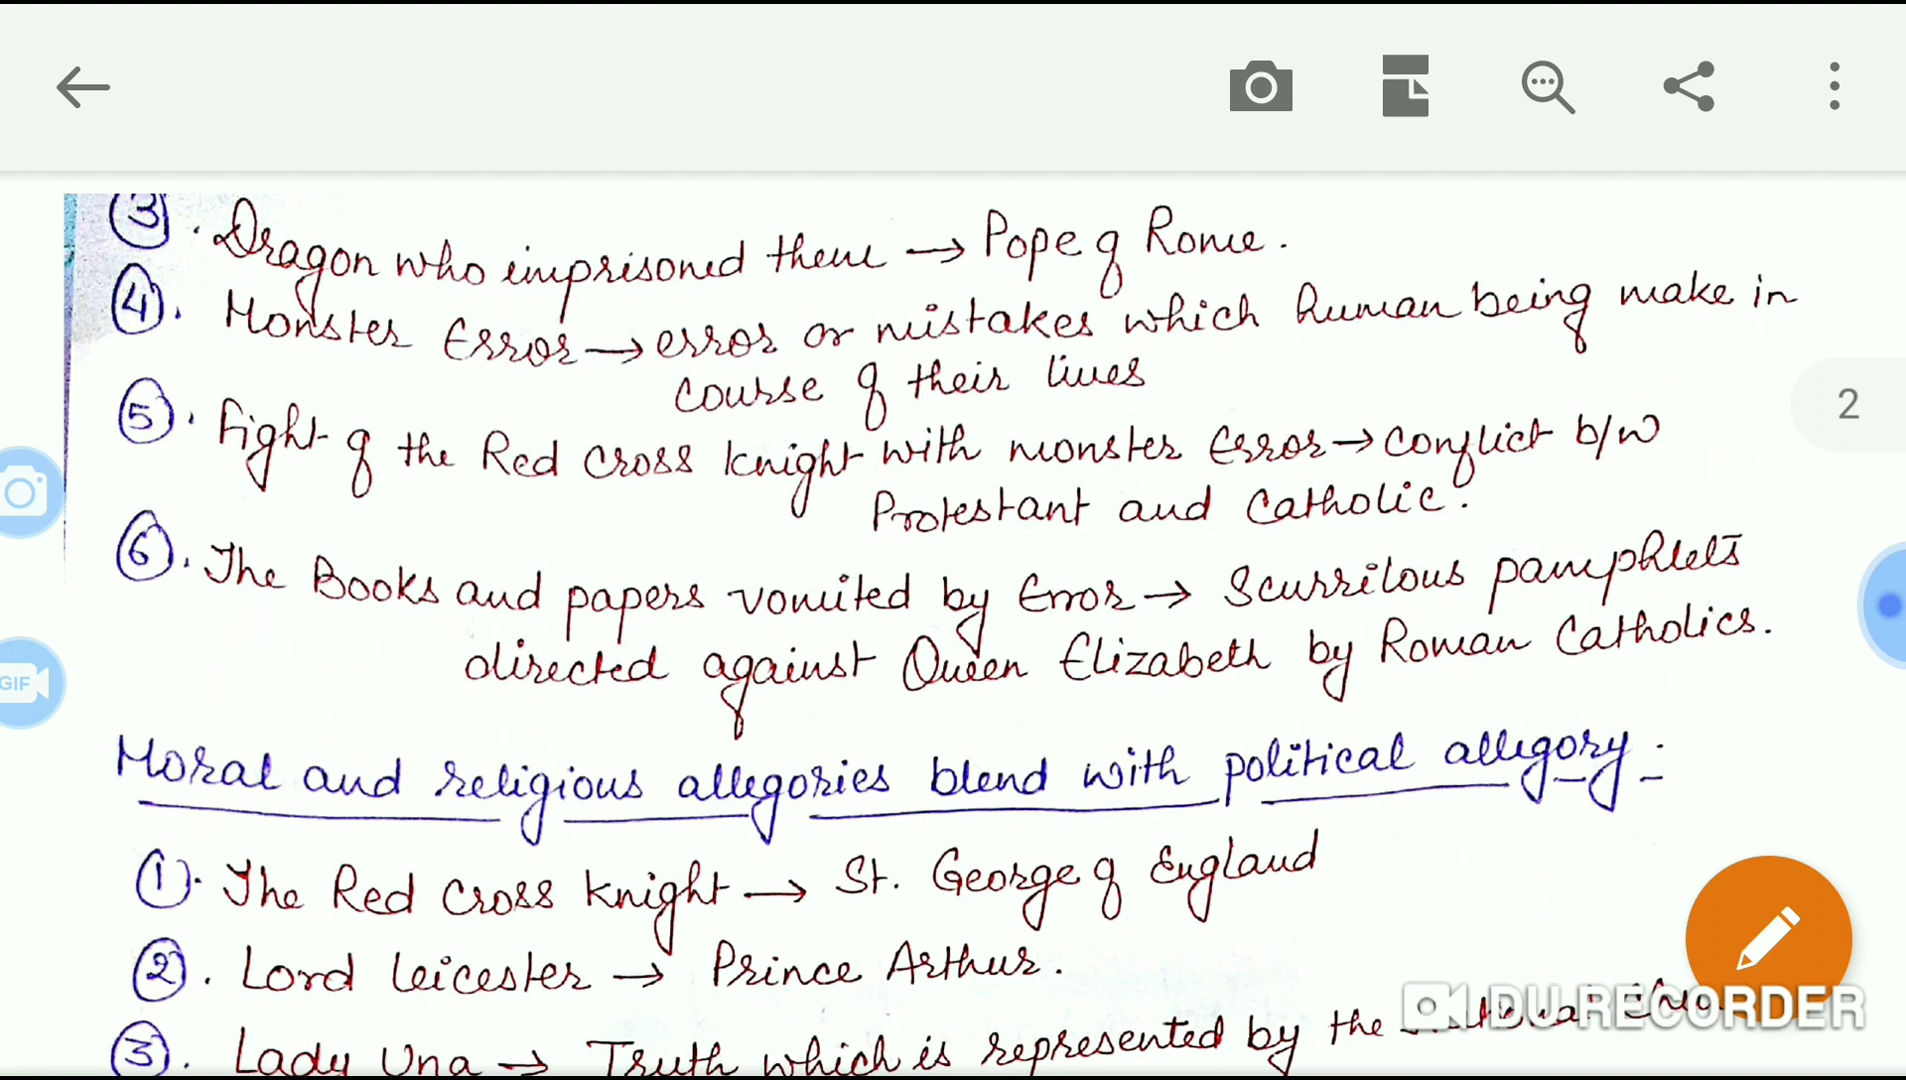 2
③. Dragon who imprisoned them → Pope of Rome.
④. Monster Error → error or mistakes which human being make in
course of their lives
⑤. Fight of the Red Cross Knight with monster Error → conflict b/w
Protestant and Catholic.
⑥. The Books and papers vomited by Error → Scurrilous pamphlets
directed against Queen Elizabeth by Roman Catholics.
GIF
Moral and religious allegories blend with political allegory :-
①. The Red Cross Knight → St. George of England
②. Lord Leicester → Prince Arthur.
③. Lady Una → Truth which is represented by the
DU RECORDER